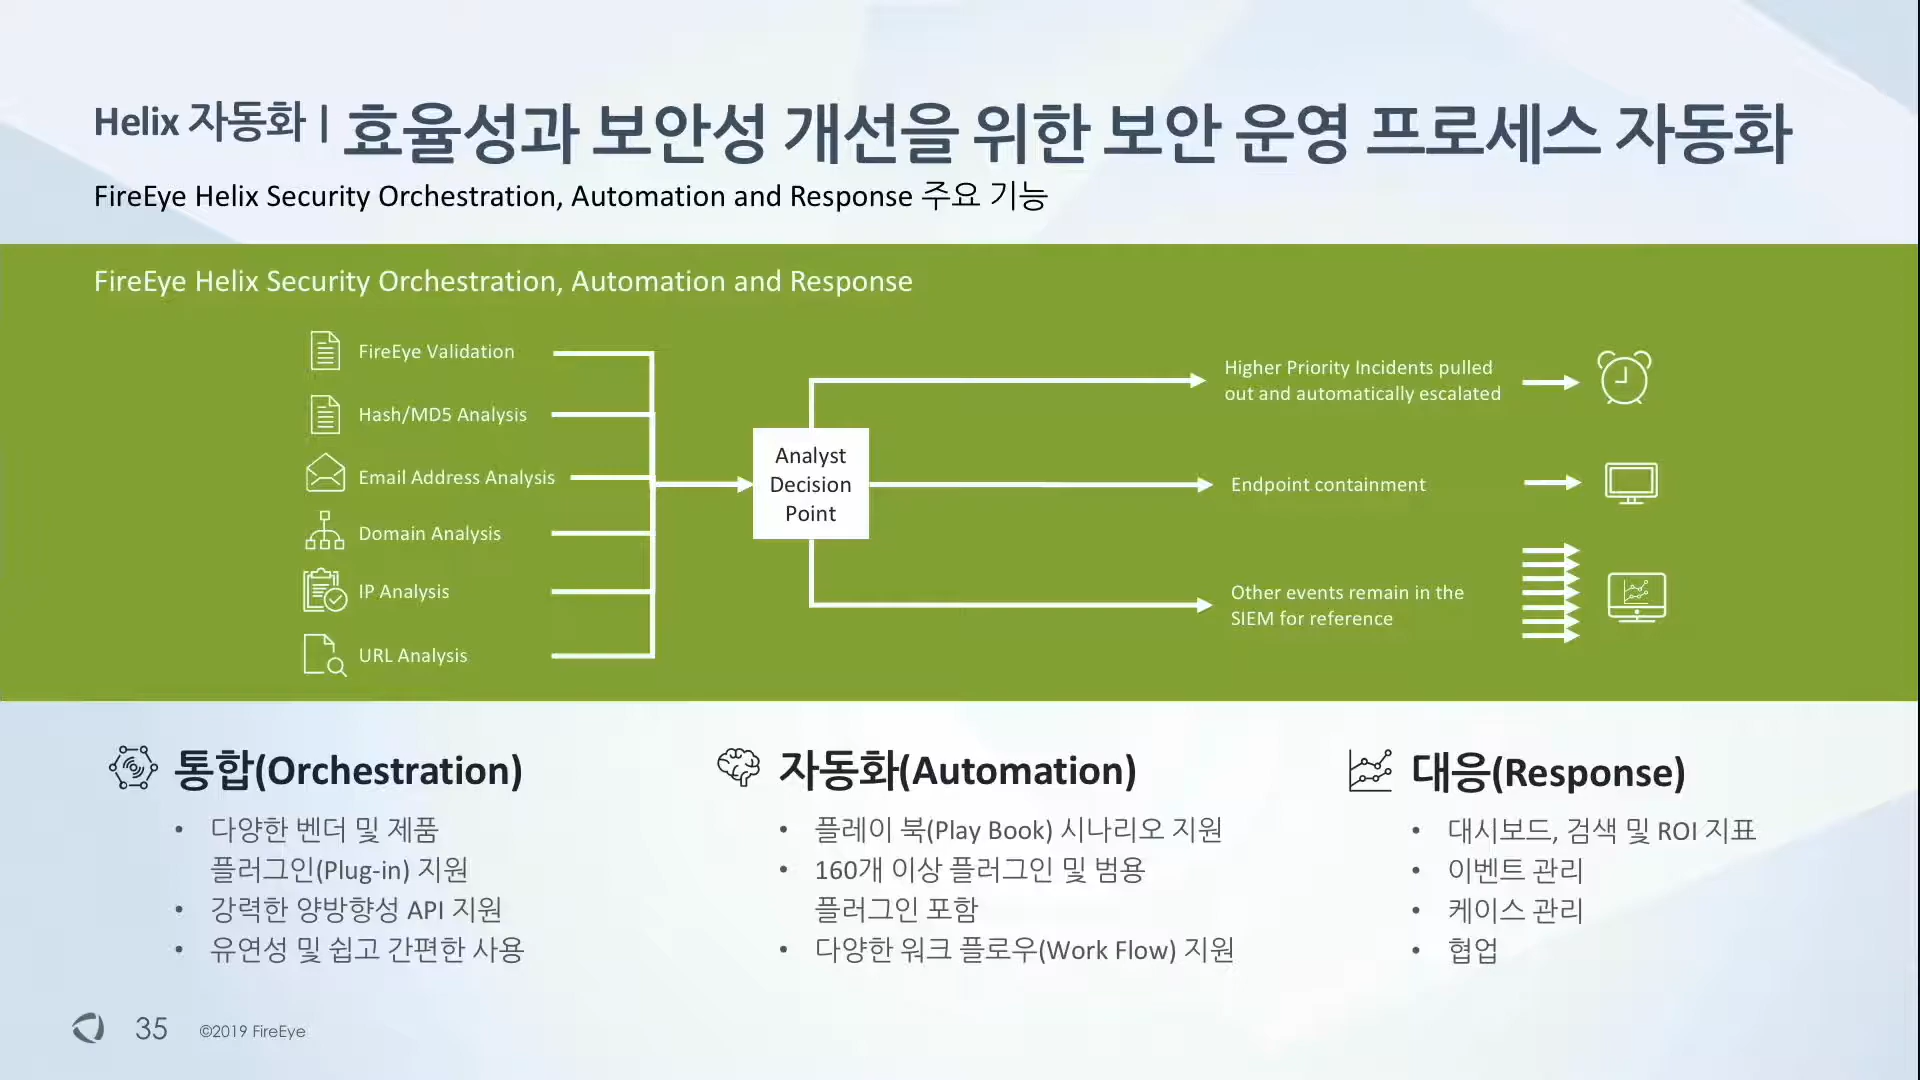 Helix 자동화 | 효율성과 보안성 개선을 위한 보안 운영 프로세스 자동화
FireEye Helix Security Orchestration, Automation and Response 주요 기능
FireEye Helix Security Orchestration, Automation and Response
FireEye Validation
Hash/MD5 Analysis
Email Address Analysis
Domain Analysis
IP Analysis
URL Analysis
Analyst
Decision
Point
Higher Priority Incidents pulled
out and automatically escalated
Endpoint containment
Other events remain in the
SIEM for reference
통합(Orchestration)
• 다양한 벤더 및 제품
플러그인(Plug-in) 지원
• 강력한 양방향성 API 지원
• 유연성 및 쉽고 간편한 사용
자동화(Automation)
• 플레이 북(Play Book) 시나리오 지원
• 160개 이상 플러그인 및 범용
플러그인 포함
• 다양한 워크 플로우(Work Flow) 지원
대응(Response)
• 대시보드, 검색 및 ROI 지표
• 이벤트 관리
• 케이스 관리
• 협업
35 ©2019 FireEye